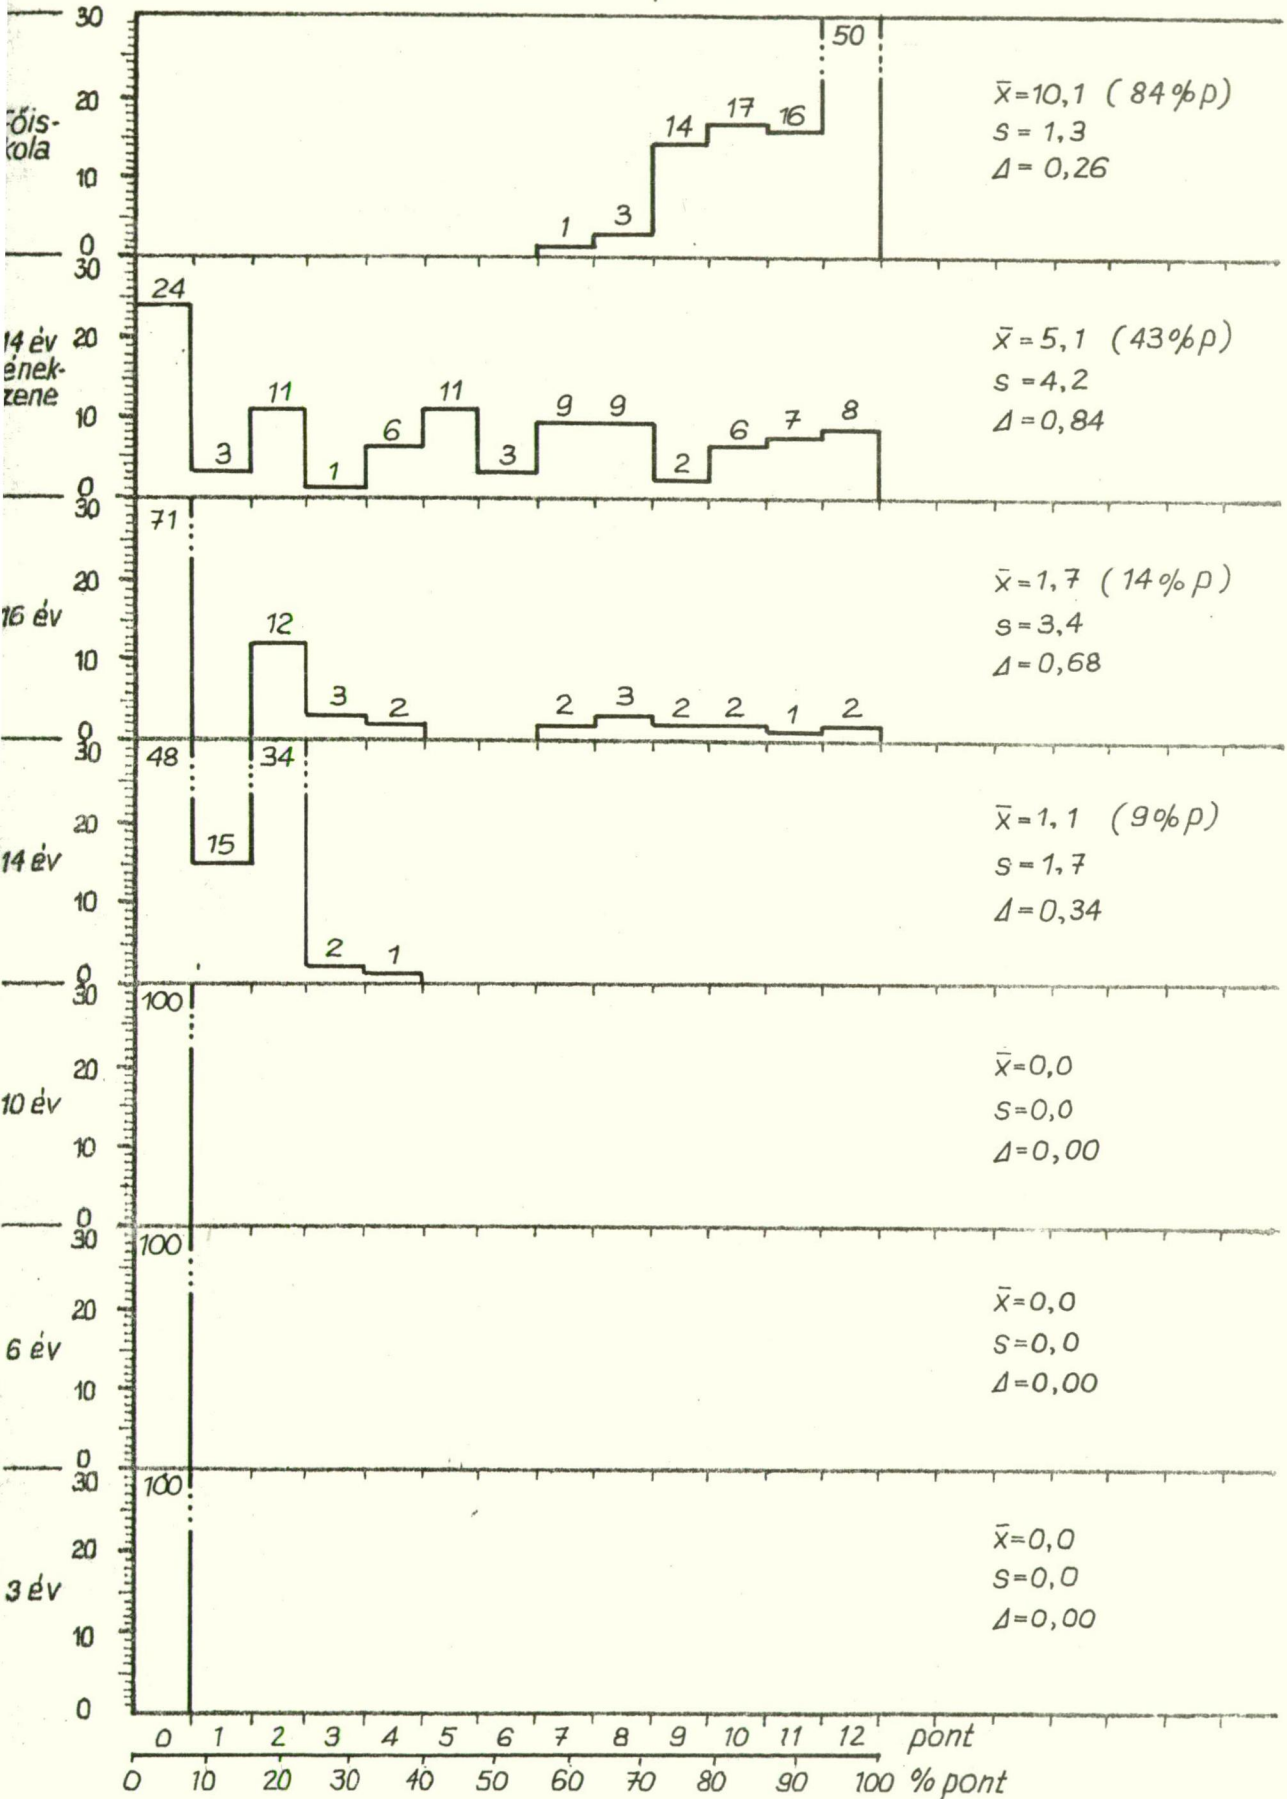 30
50
20
x̄=10,1 (84%p)
17
16
14
s = 1,3
kola
10
Δ= 0,26
3
1
0
30
24
14 év
ének-
zene
20
x̄=5,1 (43%p)
s =4,2
Δ=0,84
10
3
11
1
6
11
3
9
9
2
6
7
8
0
30
71
20
x̄=1,7 (14%p)
16 év
s=3,4
Δ=0,68
10
12
3
2
2
3
2
2
1
2
0
30
48
34
20
x̄=1,1 (9%p)
14 év
15
s=1,7
10
Δ=0,34
2
1
0
30
100
20
x̄=0,0
10 év
s=0,0
10
Δ=0,00
0
30
100
20
x̄=0,0
6 év
s=0,0
10
Δ=0,00
0
30
100
20
x̄=0,0
3 év
s=0,0
10
Δ=0,00
0
0 1 2 3 4 5 6 7 8 9 10 11 12 pont
0 10 20 30 40 50 60 70 80 90 100 % pont